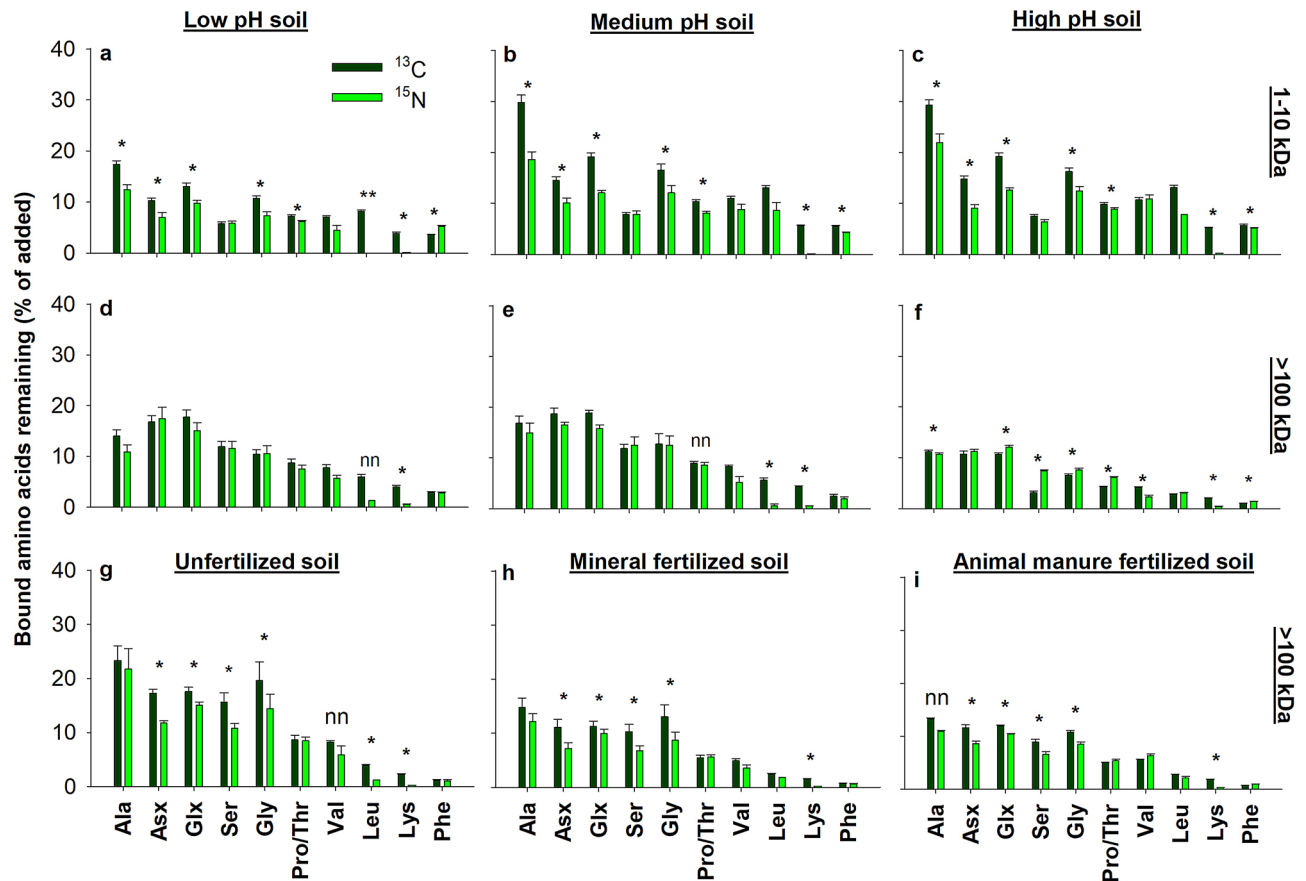 Low pH soil
Medium pH soil
High pH soil
Bound amino acids remaining (% of added)
a
13C
15N
40
30
20
10
0
* * * * * ** * *
b
* * * * * * *
c
* * * * * * *
1-10 kDa
d
40
30
20
10
0
nn *
e
nn * *
f
* * * * * * * *
>100 kDa
Unfertilized soil
Mineral fertilized soil
Animal manure fertilized soil
g
40
30
20
10
0
* * * * nn * *
h
* * * * *
i
nn * * * * *
>100 kDa
Ala Asx Glx Ser Gly Pro/Thr Val Leu Lys Phe
Ala Asx Glx Ser Gly Pro/Thr Val Leu Lys Phe
Ala Asx Glx Ser Gly Pro/Thr Val Leu Lys Phe